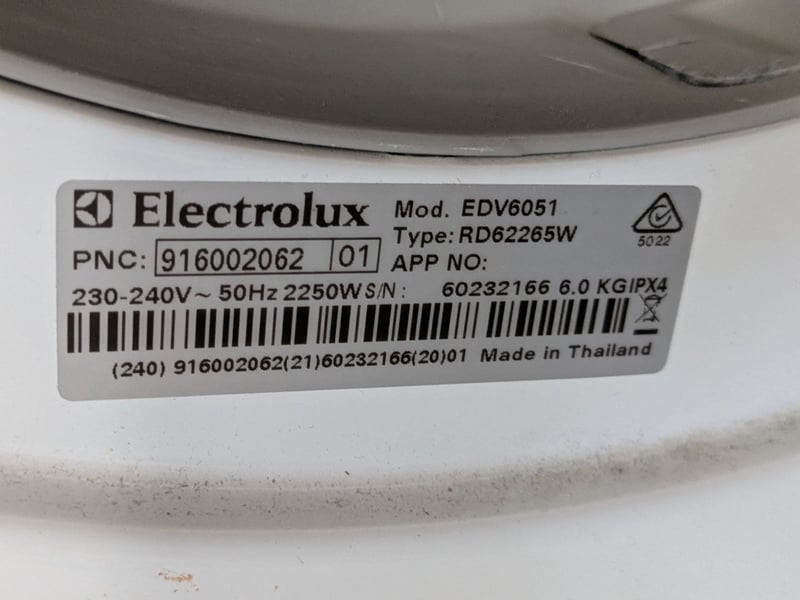 Electrolux
Mod. EDV6051
Type: RD62265W
PNC: 916002062 01
APP NO:
5022
230-240V~ 50Hz 2250W S/N: 60232166 6.0 KG IPX4
(240) 916002062(21)60232166(20)01 Made in Thailand